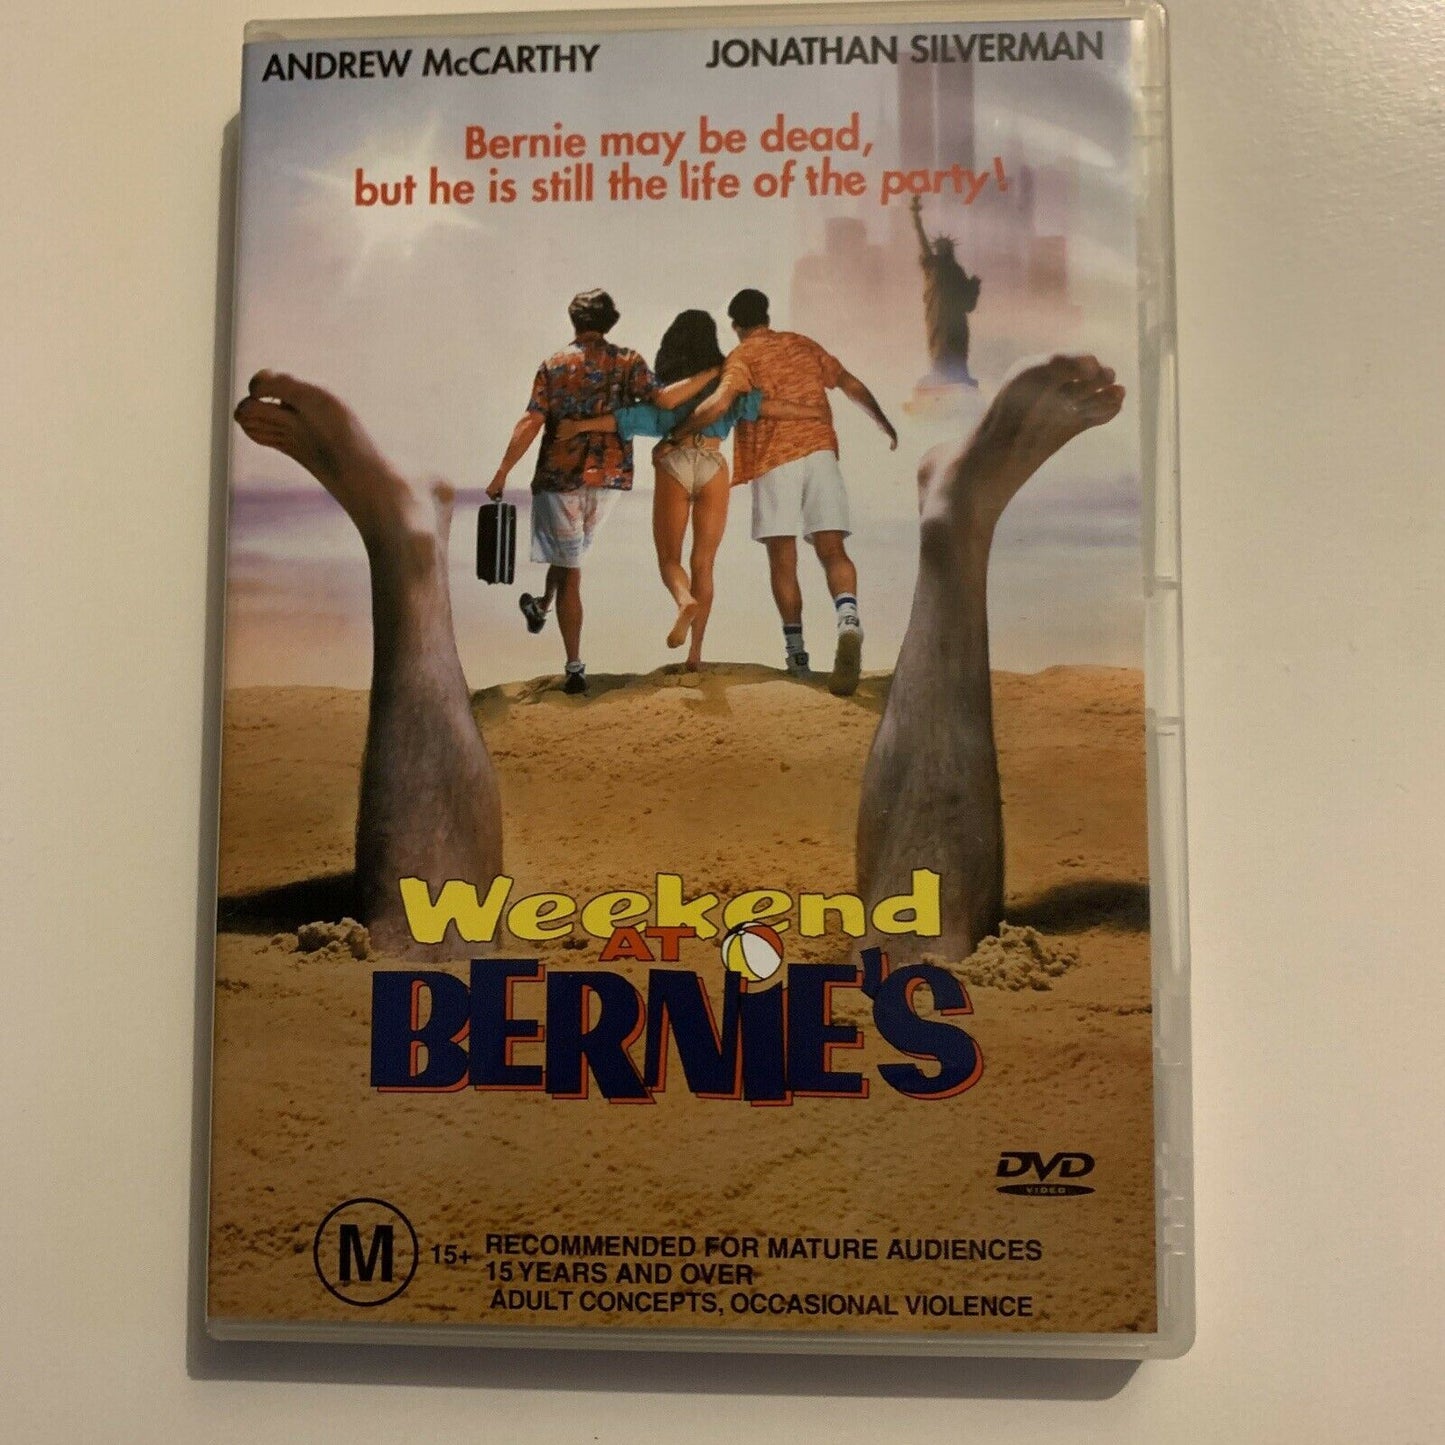 ANDREW McCARTHY JONATHAN SILVERMAN
Bernie may be dead,
but he is still the life of the party!
Weekend
AT
BERNIE'S
DVD
VIDEO
M 15+ RECOMMENDED FOR MATURE AUDIENCES
15 YEARS AND OVER
ADULT CONCEPTS, OCCASIONAL VIOLENCE